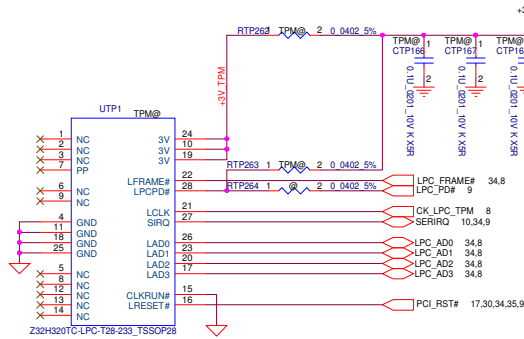 +3
RTP262 1 TPM@ 2 0_0402_5%
TPM@ 1
CTP166
2
0.1U_0201_10V K X5R
TPM@ 1
CTP167
2
0.1U_0201_10V K X5R
TPM@
CTP16
0.1U_0201_10V K X5R
+3V_TPM
UTP1
TPM@
1 NC
2 NC
3 NC
7 PP
6 NC
9 NC
4 GND
11 GND
18 GND
25 GND
5 NC
8 NC
12 NC
13 NC
14 NC
3V 24
3V 10
3V 19
LFRAME# 22
LPCPD# 28
LCLK 21
SIRQ 27
LAD0 26
LAD1 23
LAD2 20
LAD3 17
CLKRUN# 15
LRESET# 16
RTP263 1 TPM@ 2 0_0402_5%
RTP264 1 @ 2 0_0402_5%
LPC_FRAME# 34,8
LPC_PD# 9
CK_LPC_TPM 8
SERIRQ 10,34,9
LPC_AD0 34,8
LPC_AD1 34,8
LPC_AD2 34,8
LPC_AD3 34,8
PCI_RST# 17,30,34,35,9
Z32H320TC-LPC-T28-233_TSSOP28